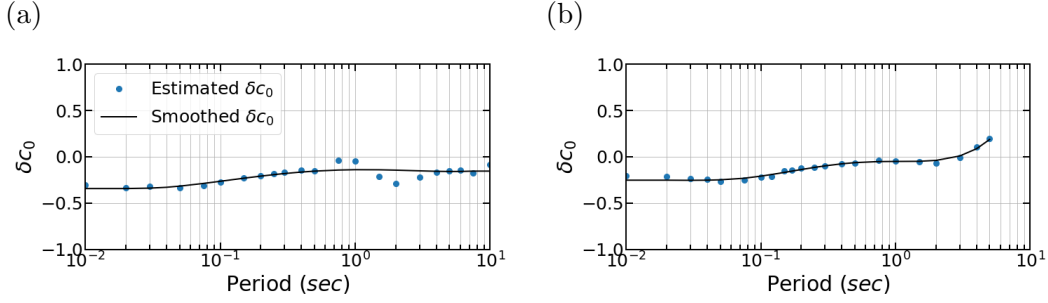 (a)
(b)
1.0
0.5
0.0
−0.5
−1.0
δc₀
Estimated δc₀
Smoothed δc₀
10⁻² 10⁻¹ 10⁰ 10¹
Period (sec)
1.0
0.5
0.0
−0.5
−1.0
δc₀
10⁻² 10⁻¹ 10⁰ 10¹
Period (sec)